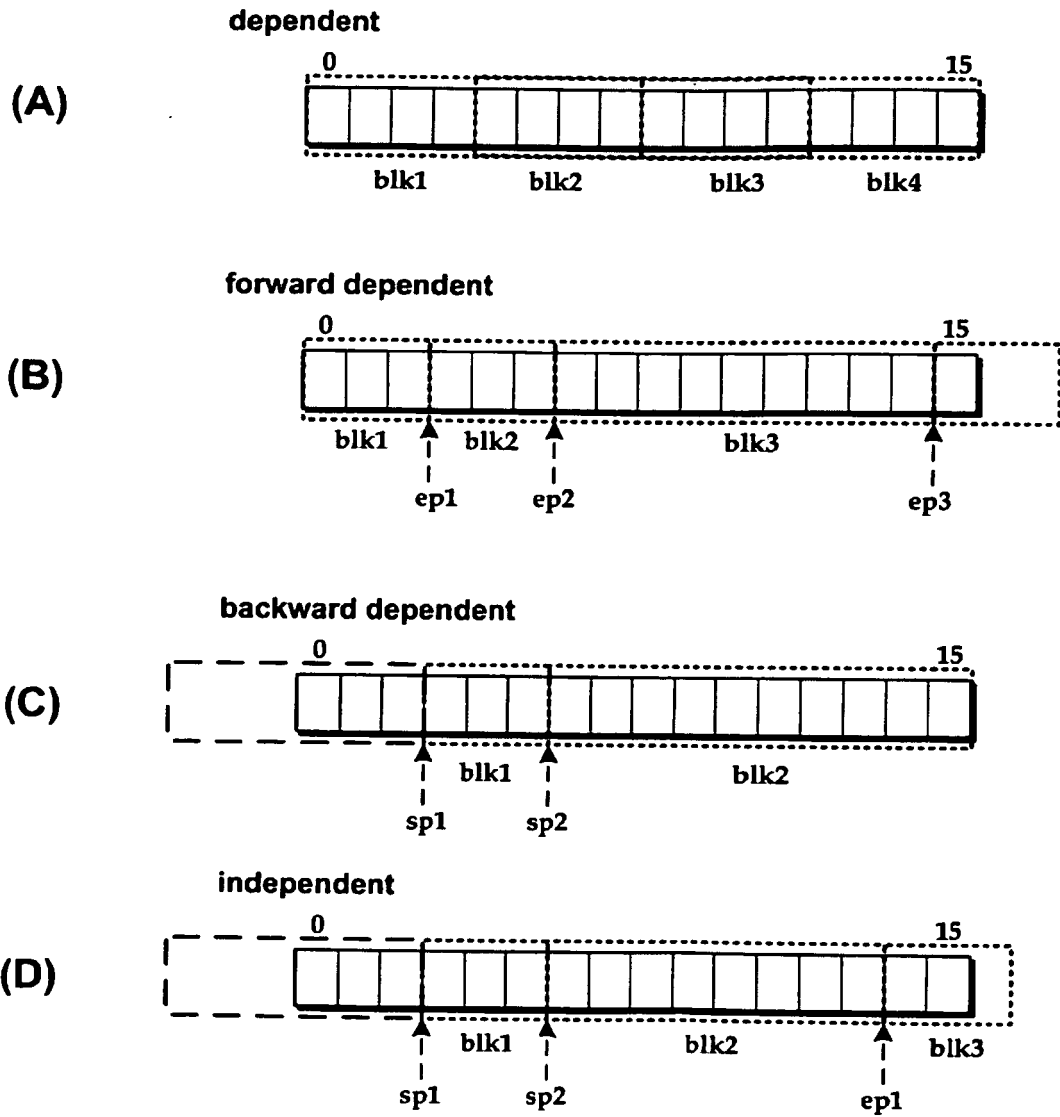 dependent
0 15
(A)
blk1 blk2 blk3 blk4
forward dependent
0 15
(B)
blk1 blk2 blk3
ep1 ep2 ep3
backward dependent
0 15
(C)
blk1 blk2
sp1 sp2
independent
0 15
(D)
blk1 blk2 blk3
sp1 sp2 ep1